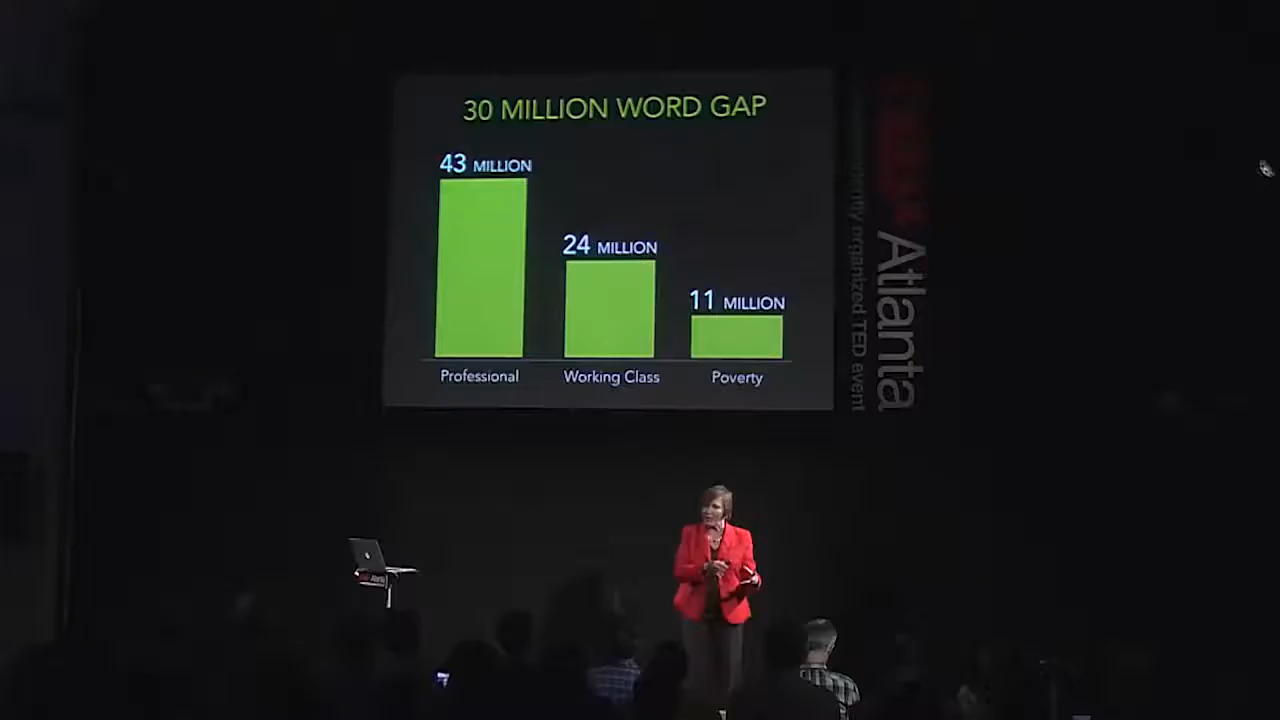 30 MILLION WORD GAP
43 MILLION
24 MILLION
11 MILLION
Professional
Working Class
Poverty
Atlanta
organized TED event